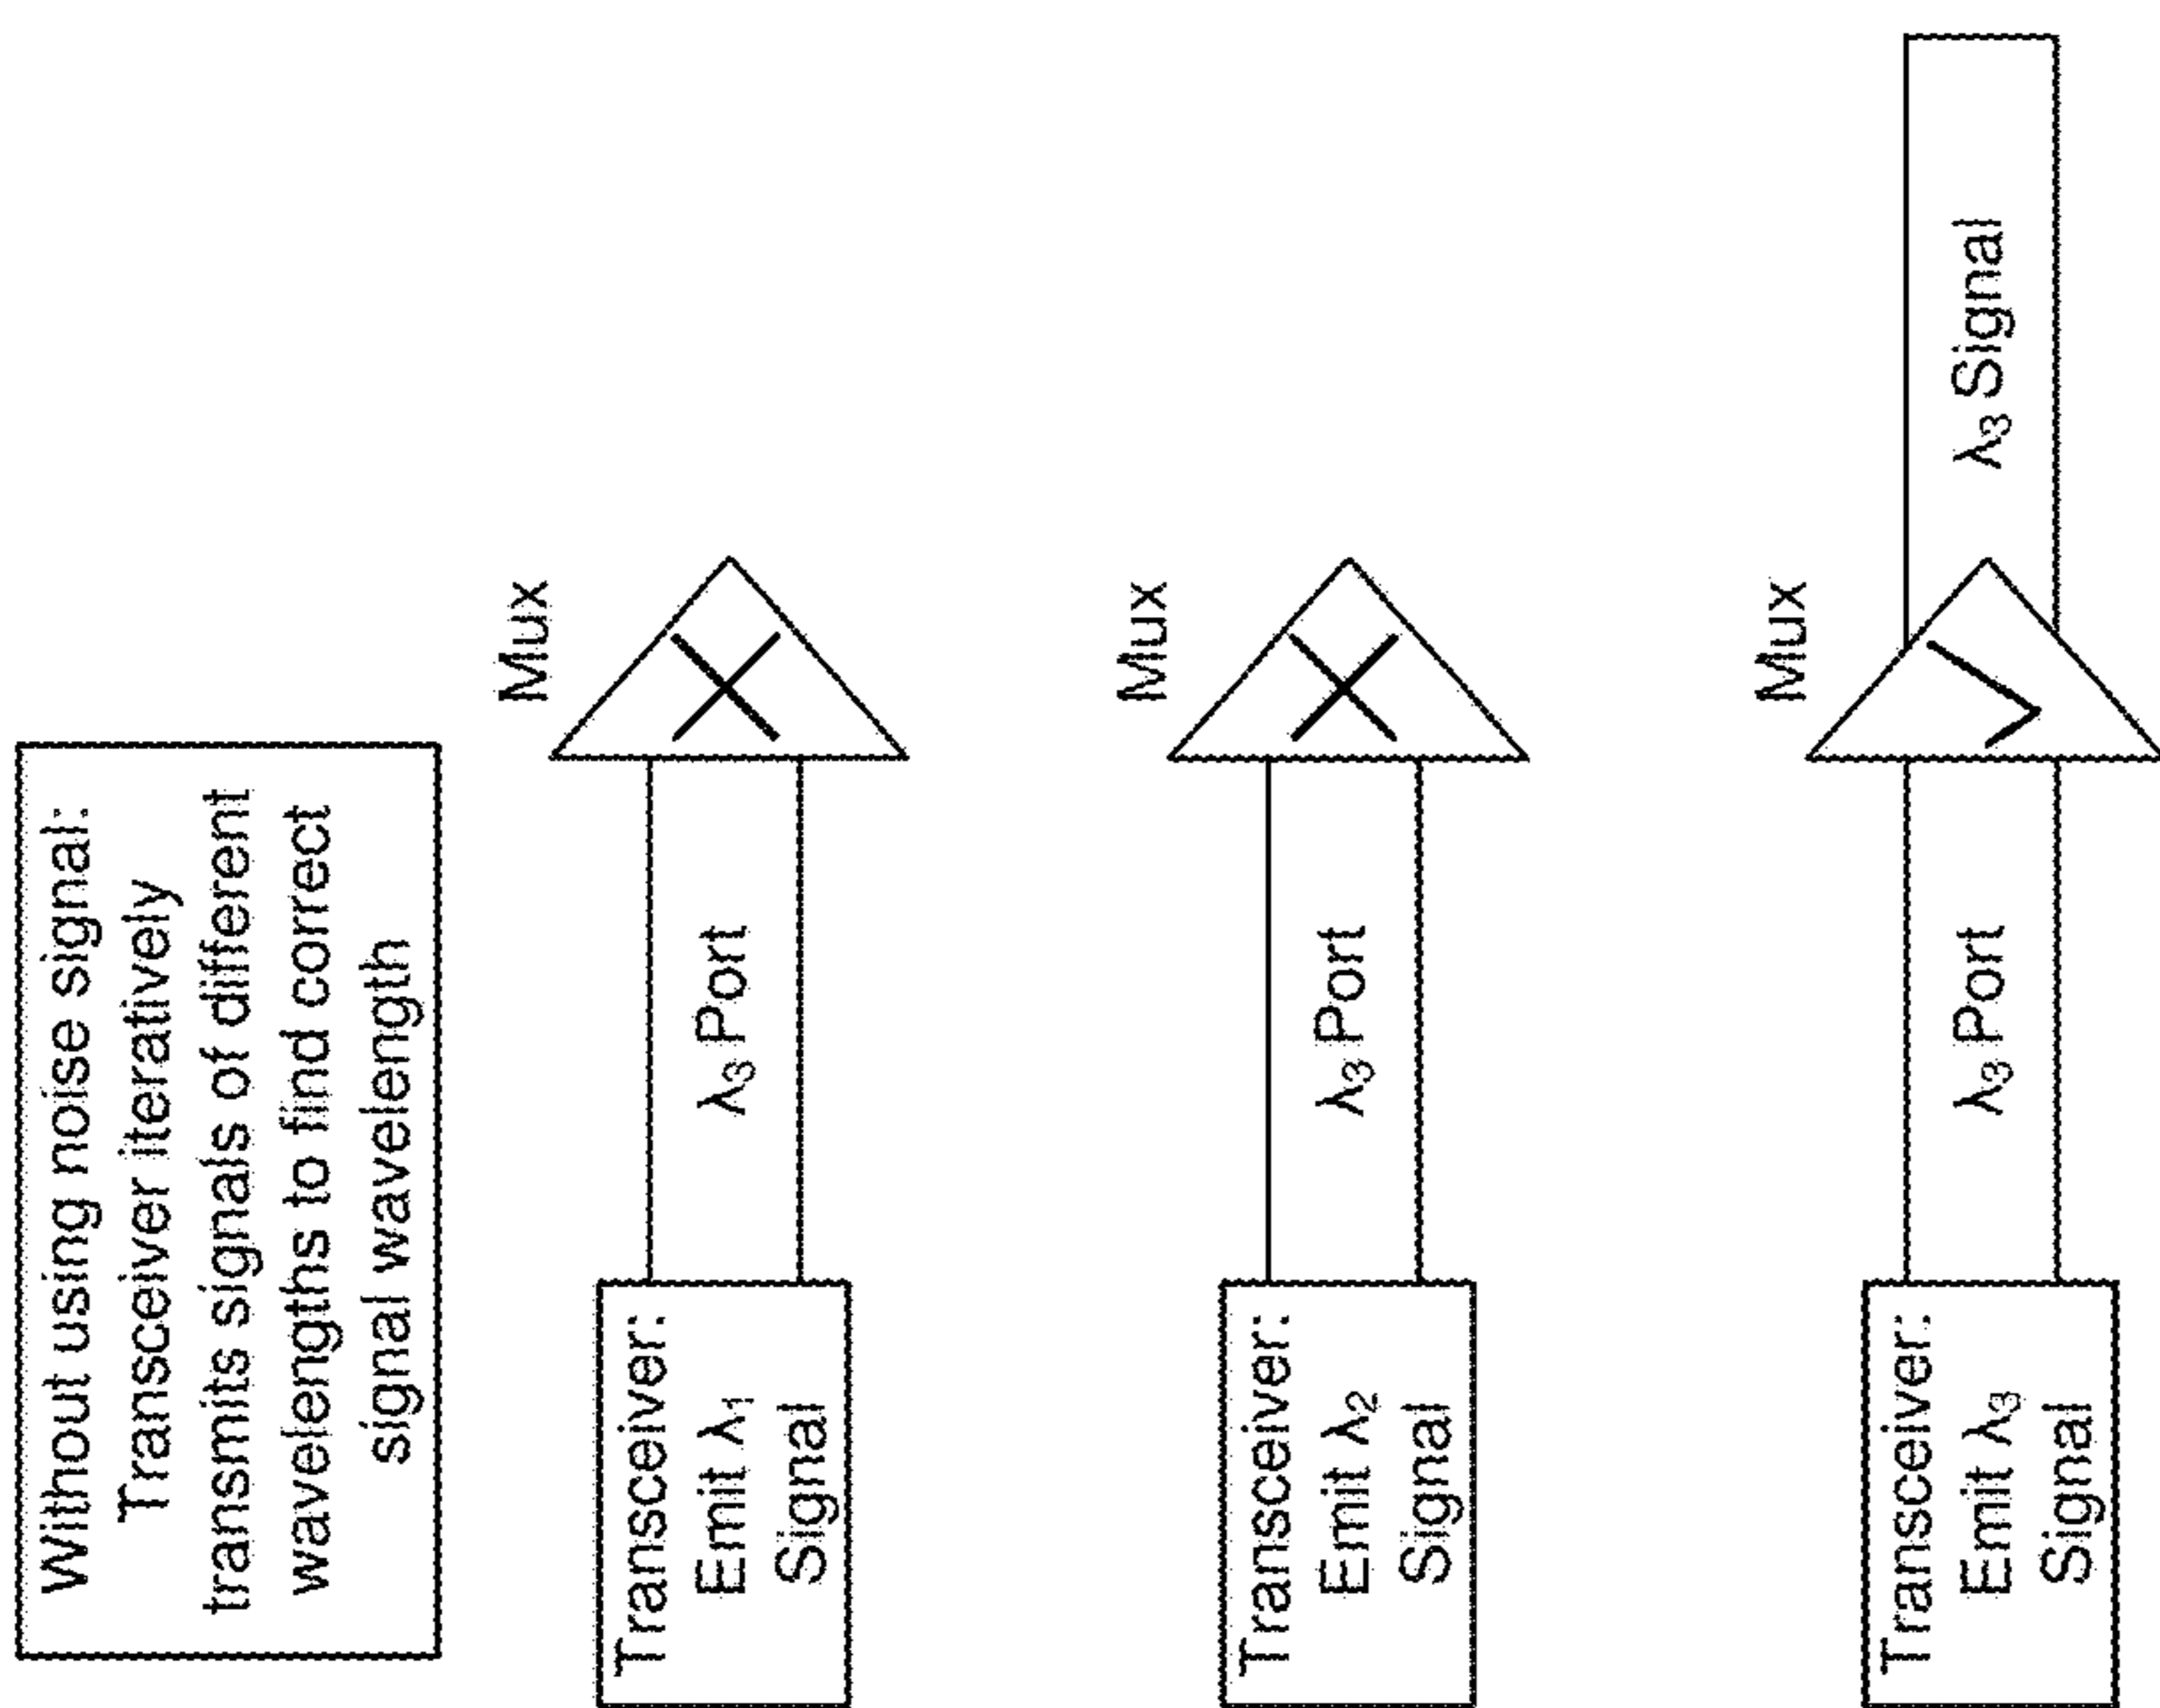 Without using noise signal:
Transceiver iteratively
transmits signals of different
wavelengths to find correct
signal wavelength
Mux
Transceiver:
Emit λ₁
Signal
λ₃ Port
Mux
Transceiver:
Emit λ₂
Signal
λ₃ Port
Mux
Transceiver:
Emit λ₃
Signal
λ₃ Port
λ₃ Signal